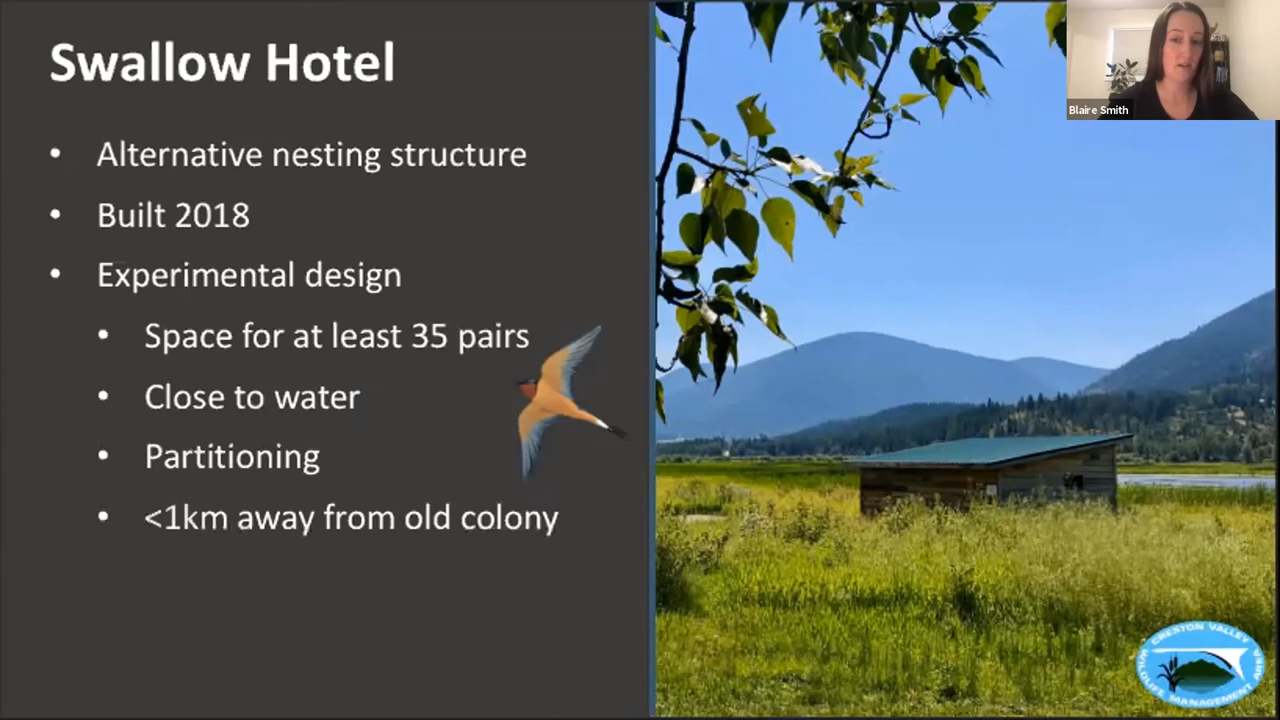 Swallow Hotel
Blaire Smith
• Alternative nesting structure
• Built 2018
• Experimental design
• Space for at least 35 pairs
• Close to water
• Partitioning
• <1km away from old colony
CRESTON VALLEY
WILDLIFE MANAGEMENT AREA